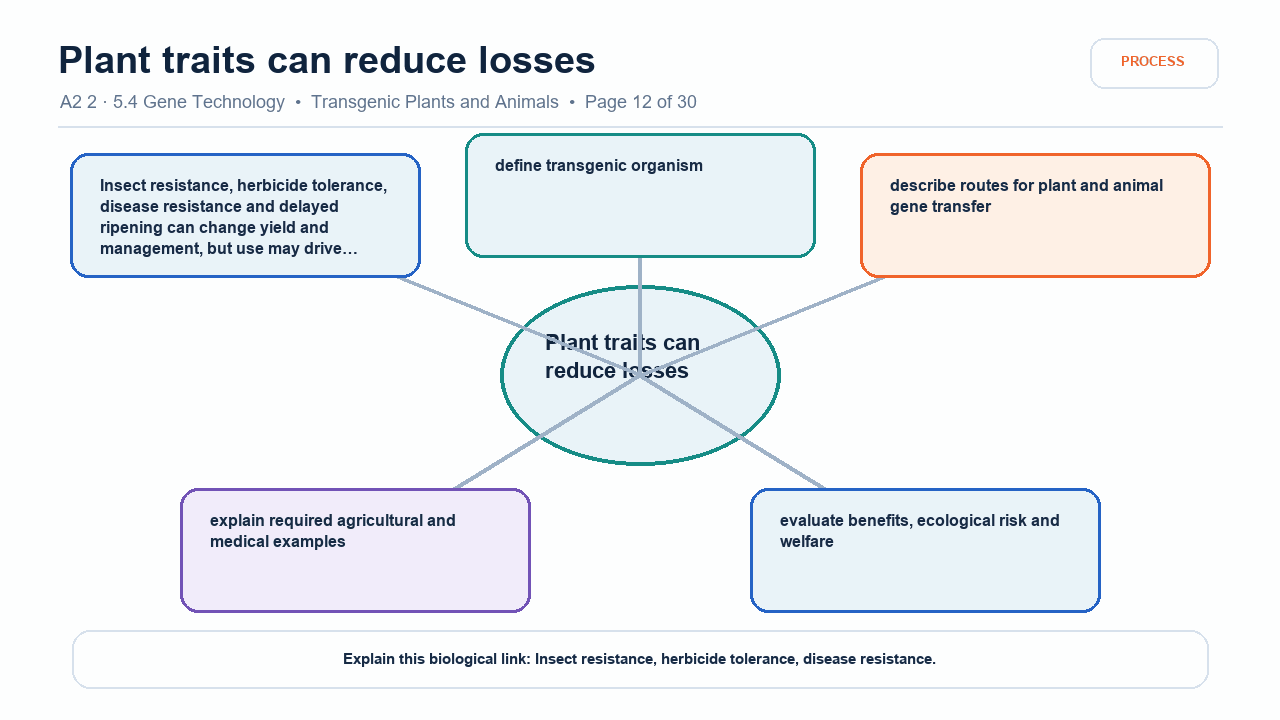 Plant traits can reduce losses
PROCESS
A2 2 · 5.4 Gene Technology • Transgenic Plants and Animals • Page 12 of 30
Insect resistance, herbicide tolerance,
disease resistance and delayed
ripening can change yield and
management, but use may drive…
define transgenic organism
describe routes for plant and animal
gene transfer
Plant traits can
reduce losses
explain required agricultural and
medical examples
evaluate benefits, ecological risk and
welfare
Explain this biological link: Insect resistance, herbicide tolerance, disease resistance.